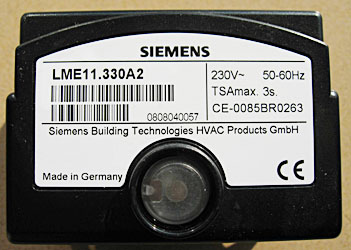 SIEMENS
LME11.330A2
230V~ 50-60Hz
TSAmax. 3s.
CE-0085BR0263
0808040057
Siemens Building Technologies HVAC Products GmbH
Made in Germany
CE